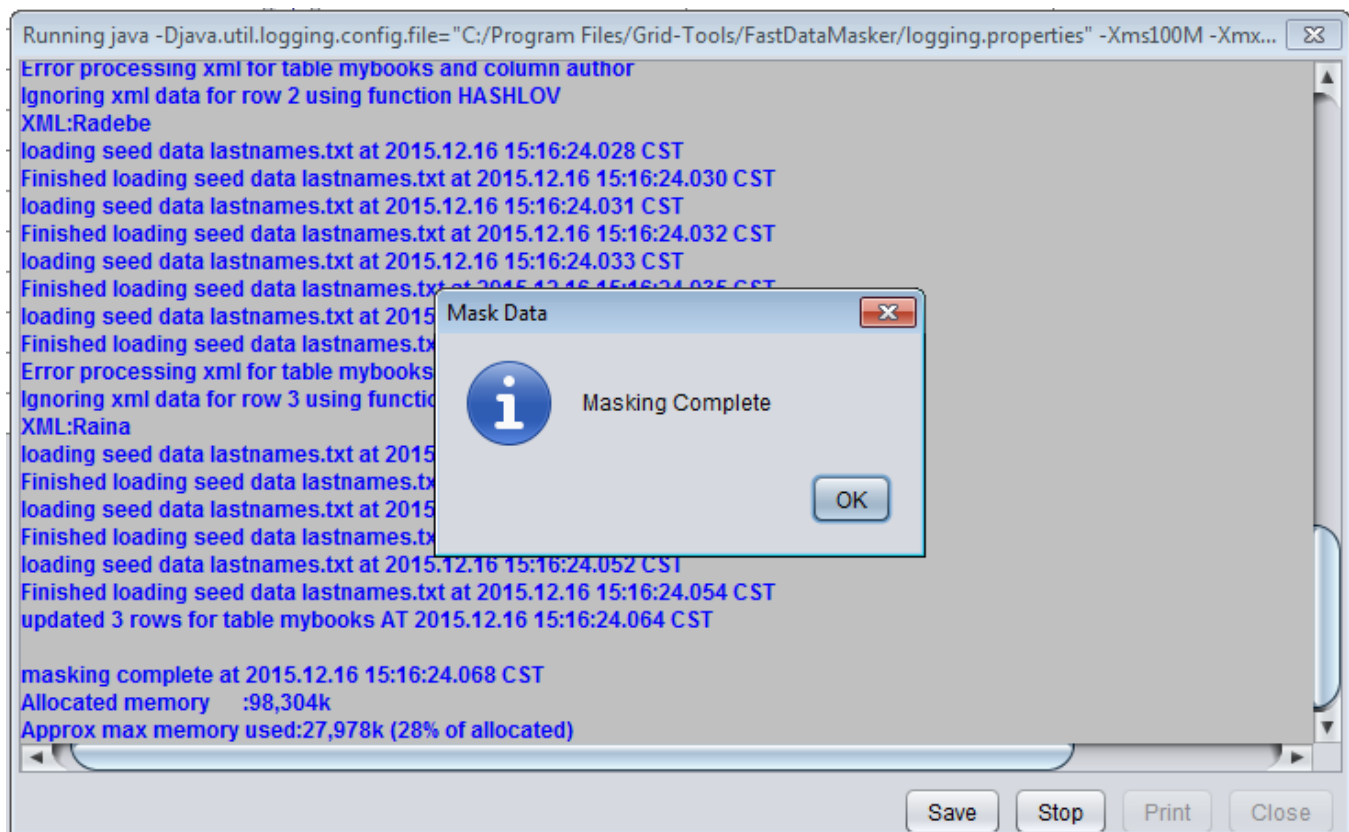 Running java -Djava.util.logging.config.file="C:/Program Files/Grid-Tools/FastDataMasker/logging.properties" -Xms100M -Xmx...
Error processing xml for table mybooks and column author
Ignoring xml data for row 2 using function HASHLOV
XML:Radebe
loading seed data lastnames.txt at 2015.12.16 15:16:24.028 CST
Finished loading seed data lastnames.txt at 2015.12.16 15:16:24.030 CST
loading seed data lastnames.txt at 2015.12.16 15:16:24.031 CST
Finished loading seed data lastnames.txt at 2015.12.16 15:16:24.032 CST
loading seed data lastnames.txt at 2015.12.16 15:16:24.033 CST
Finished loading seed data lastnames.txt at 2015.12.16 15:16:24.035 CST
loading seed data lastnames.txt at 2015
Finished loading seed data lastnames.tx
Error processing xml for table mybooks
Ignoring xml data for row 3 using functio
XML:Raina
loading seed data lastnames.txt at 2015
Finished loading seed data lastnames.tx
loading seed data lastnames.txt at 2015
Finished loading seed data lastnames.tx
loading seed data lastnames.txt at 2015.12.16 15:16:24.052 CST
Finished loading seed data lastnames.txt at 2015.12.16 15:16:24.054 CST
updated 3 rows for table mybooks AT 2015.12.16 15:16:24.064 CST
masking complete at 2015.12.16 15:16:24.068 CST
Allocated memory :98,304k
Approx max memory used:27,978k (28% of allocated)
Mask Data
Masking Complete
OK
Save Stop Print Close